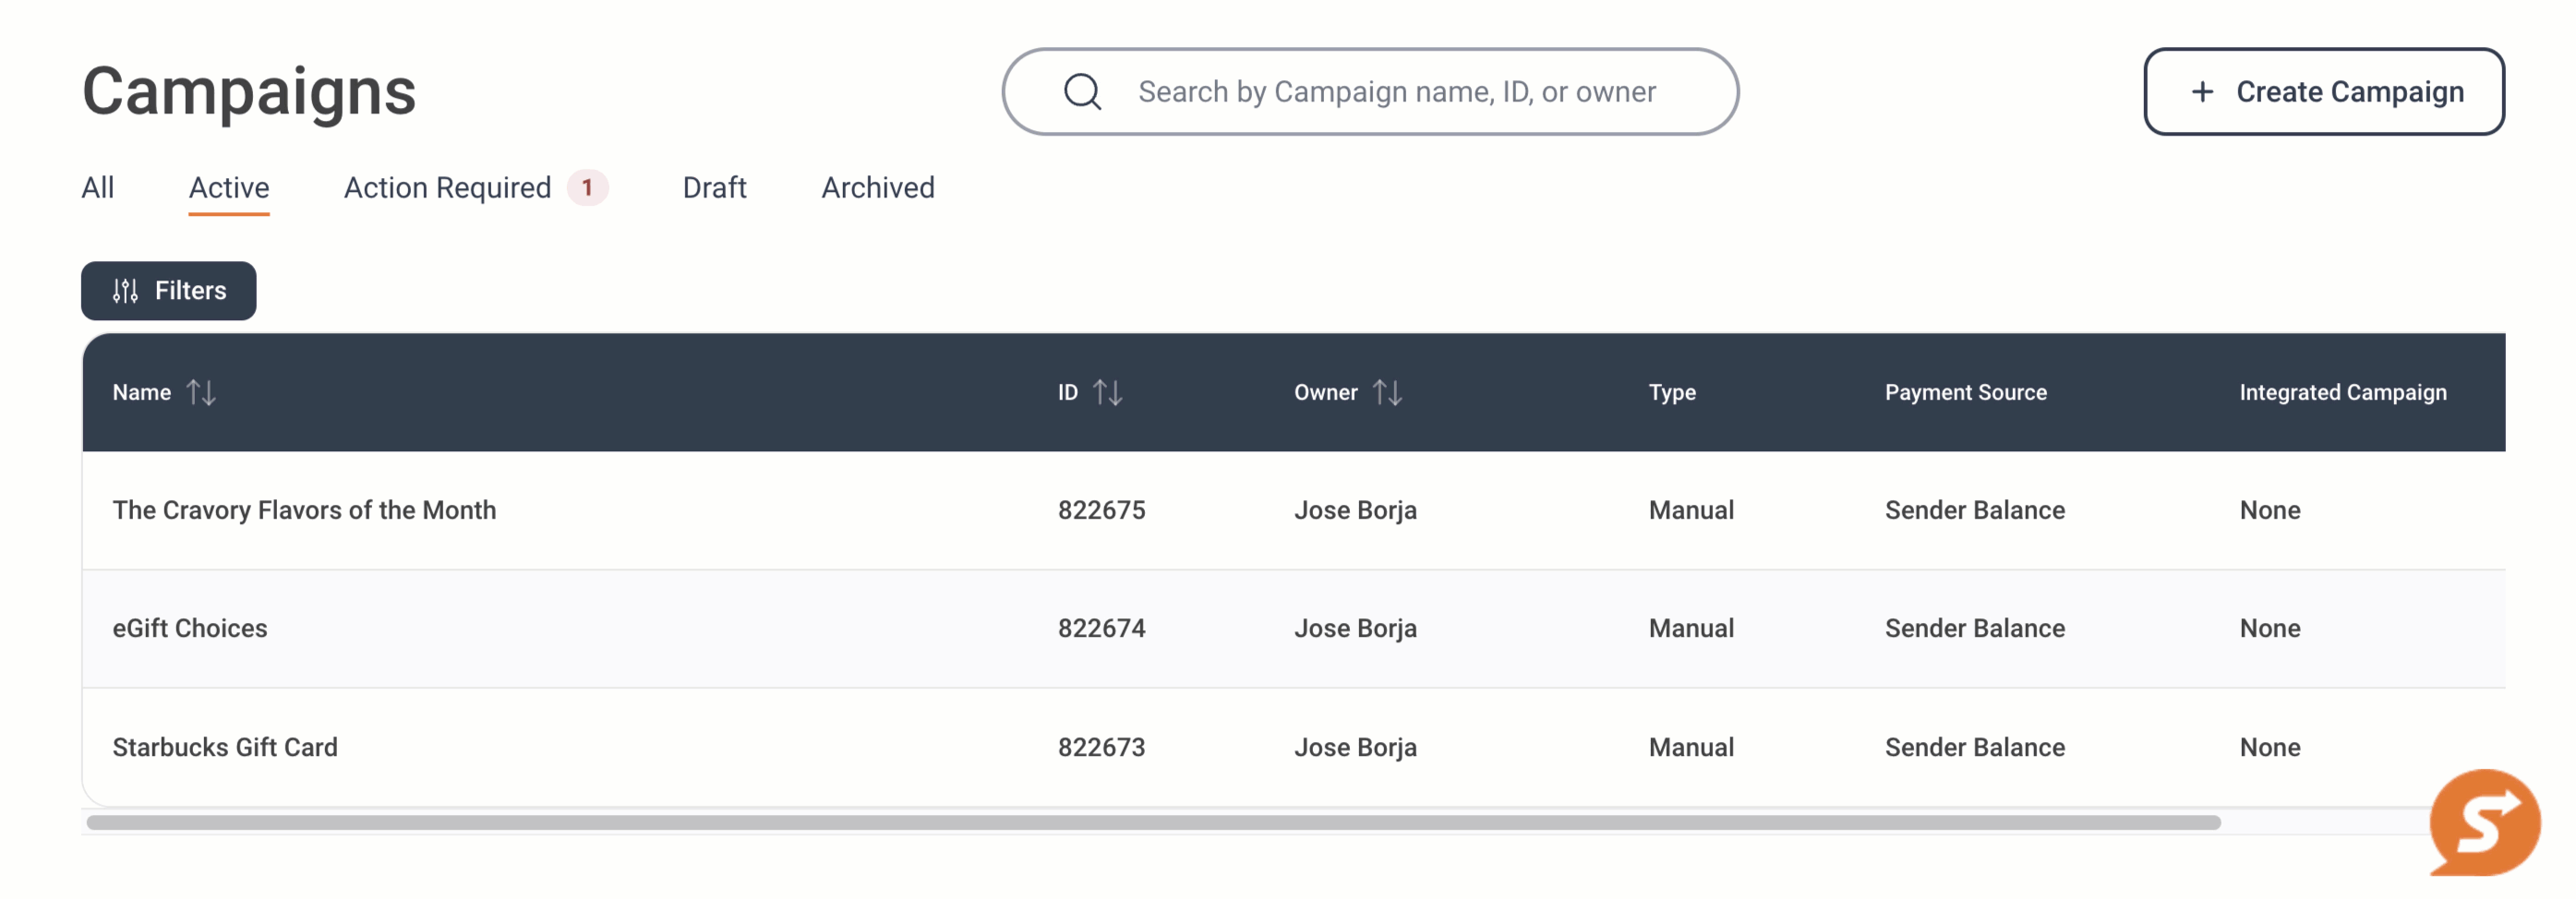 Campaigns
Search by Campaign name, ID, or owner
+ Create Campaign
All Active Action Required 1 Draft Archived
Filters
Name ID Owner Type Payment Source Integrated Campaign
The Cravory Flavors of the Month 822675 Jose Borja Manual Sender Balance None
eGift Choices 822674 Jose Borja Manual Sender Balance None
Starbucks Gift Card 822673 Jose Borja Manual Sender Balance None
S